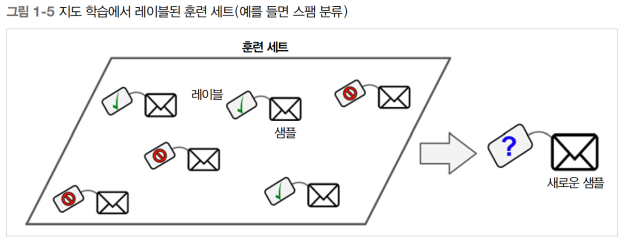 그림 1-5 지도 학습에서 레이블된 훈련 세트(예를 들면 스팸 분류)
훈련 세트
레이블
샘플
?
새로운 샘플